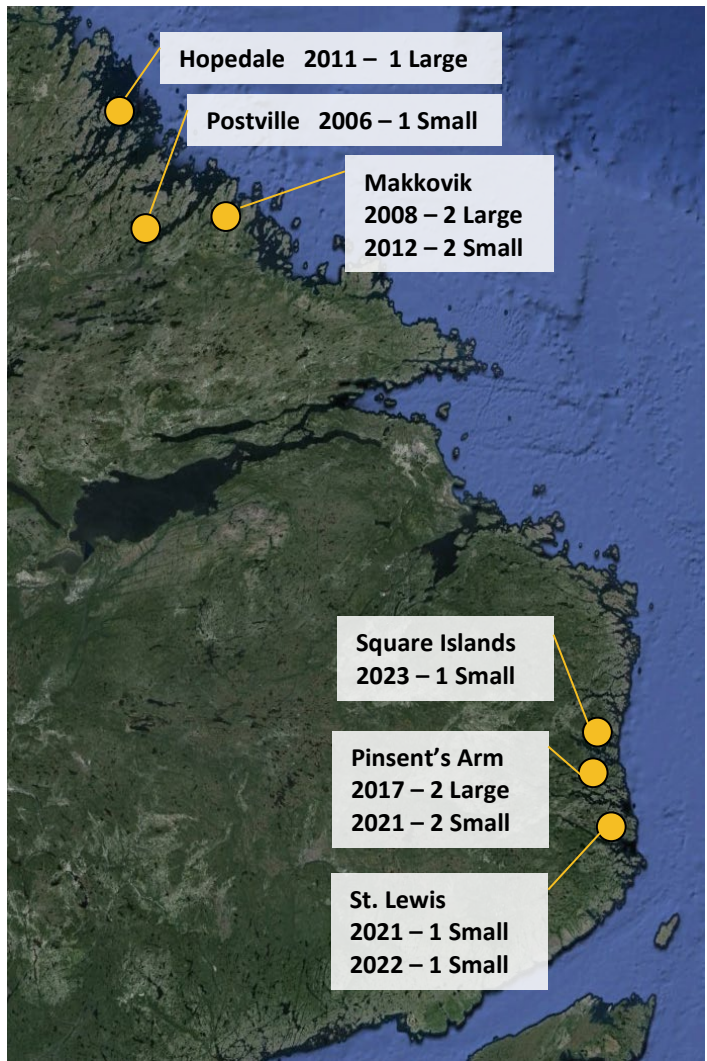 Hopedale 2011 – 1 Large
Postville 2006 – 1 Small
Makkovik
2008 – 2 Large
2012 – 2 Small
Square Islands
2023 – 1 Small
Pinsent’s Arm
2017 – 2 Large
2021 – 2 Small
St. Lewis
2021 – 1 Small
2022 – 1 Small